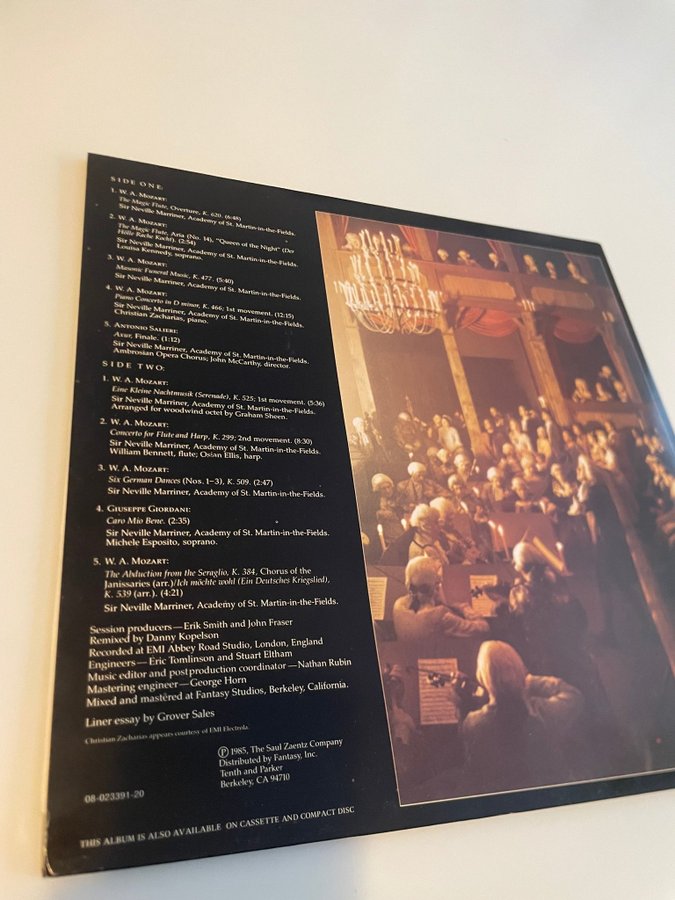 SIDE ONE:
1. W. A. MOZART:
The Magic Flute, Overture, K. 620. (6:48)
Sir Neville Marriner, Academy of St. Martin-in-the-Fields.
2. W. A. MOZART:
The Magic Flute, Aria (No. 14), "Queen of the Night" (Der
Hölle Rache Kocht). (2:54)
Sir Neville Marriner, Academy of St. Martin-in-the-Fields.
Louisa Kennedy, soprano.
3. W. A. MOZART:
Masonic Funeral Music, K. 477. (5:40)
Sir Neville Marriner, Academy of St. Martin-in-the-Fields.
4. W. A. MOZART:
Piano Concerto in D minor, K. 466; 1st movement. (12:15)
Sir Neville Marriner, Academy of St. Martin-in-the-Fields.
Christian Zacharias, piano.
5. ANTONIO SALIERI:
Axur, Finale. (1:12)
Sir Neville Marriner, Academy of St. Martin-in-the-Fields.
Ambrosian Opera Chorus; John McCarthy, director.
SIDE TWO:
1. W. A. MOZART:
Eine Kleine Nachtmusik (Serenade), K. 525; 1st movement. (5:36)
Sir Neville Marriner, Academy of St. Martin-in-the-Fields.
Arranged for woodwind octet by Graham Sheen.
2. W. A. MOZART:
Concerto for Flute and Harp, K. 299; 2nd movement. (8:30)
Sir Neville Marriner, Academy of St. Martin-in-the-Fields.
William Bennett, flute; Osian Ellis, harp.
3. W. A. MOZART:
Six German Dances (Nos. 1–3), K. 509. (2:47)
Sir Neville Marriner, Academy of St. Martin-in-the-Fields.
4. GIUSEPPE GIORDANI:
Caro Mio Bene. (2:35)
Sir Neville Marriner, Academy of St. Martin-in-the-Fields.
Michele Esposito, soprano.
5. W. A. MOZART:
The Abduction from the Seraglio, K. 384, Chorus of the
Janissaries (arr.)/Ich möchte wohl (Ein Deutsches Kriegslied),
K. 539 (arr.). (4:21)
Sir Neville Marriner, Academy of St. Martin-in-the-Fields.
Session producers—Erik Smith and John Fraser
Remixed by Danny Kopelson
Recorded at EMI Abbey Road Studio, London, England
Engineers—Eric Tomlinson and Stuart Eltham
Music editor and postproduction coordinator—Nathan Rubin
Mastering engineer—George Horn
Mixed and mastered at Fantasy Studios, Berkeley, California.
Liner essay by Grover Sales
Christian Zacharias appears courtesy of EMI Electrola.
℗ 1985, The Saul Zaentz Company
Distributed by Fantasy, Inc.
Tenth and Parker
Berkeley, CA 94710
08-023391-20
THIS ALBUM IS ALSO AVAILABLE ON CASSETTE AND COMPACT DISC